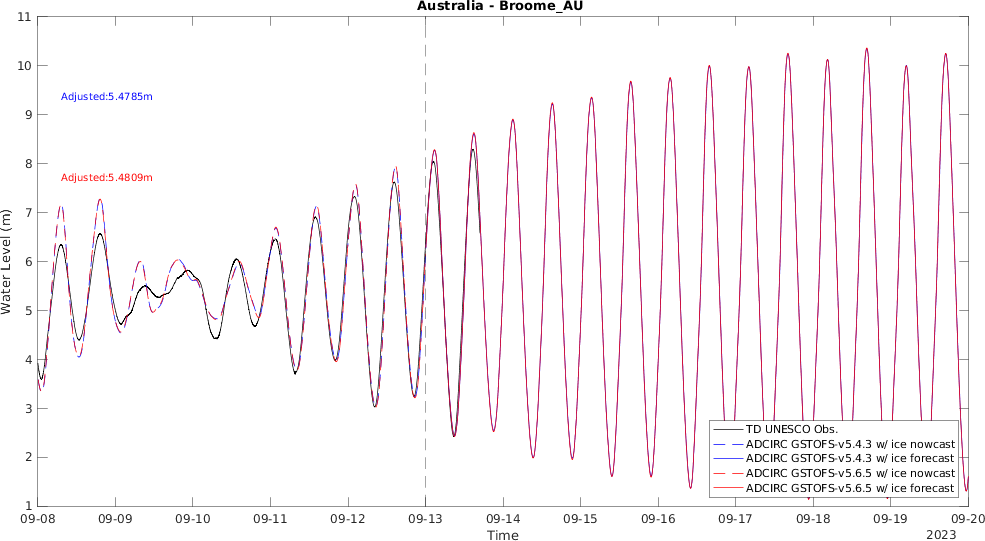 Australia - Broome_AU
11
10
9
8
7
6
5
4
3
2
1
Water Level (m)
Adjusted:5.4785m
Adjusted:5.4809m
TD UNESCO Obs.
ADCIRC GSTOFS-v5.4.3 w/ ice nowcast
ADCIRC GSTOFS-v5.4.3 w/ ice forecast
ADCIRC GSTOFS-v5.6.5 w/ ice nowcast
ADCIRC GSTOFS-v5.6.5 w/ ice forecast
09-08 09-09 09-10 09-11 09-12 09-13 09-14 09-15 09-16 09-17 09-18 09-19 09-20
Time
2023